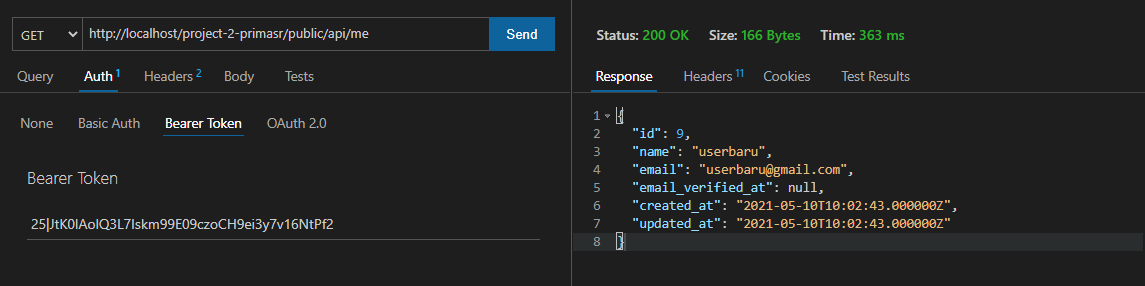 GET http://localhost/project-2-primasr/public/api/me Send
Query Auth 1 Headers 2 Body Tests
None Basic Auth Bearer Token OAuth 2.0
Bearer Token
25|JtK0lAolQ3L7lskm99E09czoCH9ei3y7v16NtPf2
Status: 200 OK Size: 166 Bytes Time: 363 ms
Response Headers 11 Cookies Test Results
1 {
2 "id": 9,
3 "name": "userbaru",
4 "email": "userbaru@gmail.com",
5 "email_verified_at": null,
6 "created_at": "2021-05-10T10:02:43.000000Z",
7 "updated_at": "2021-05-10T10:02:43.000000Z"
8 }